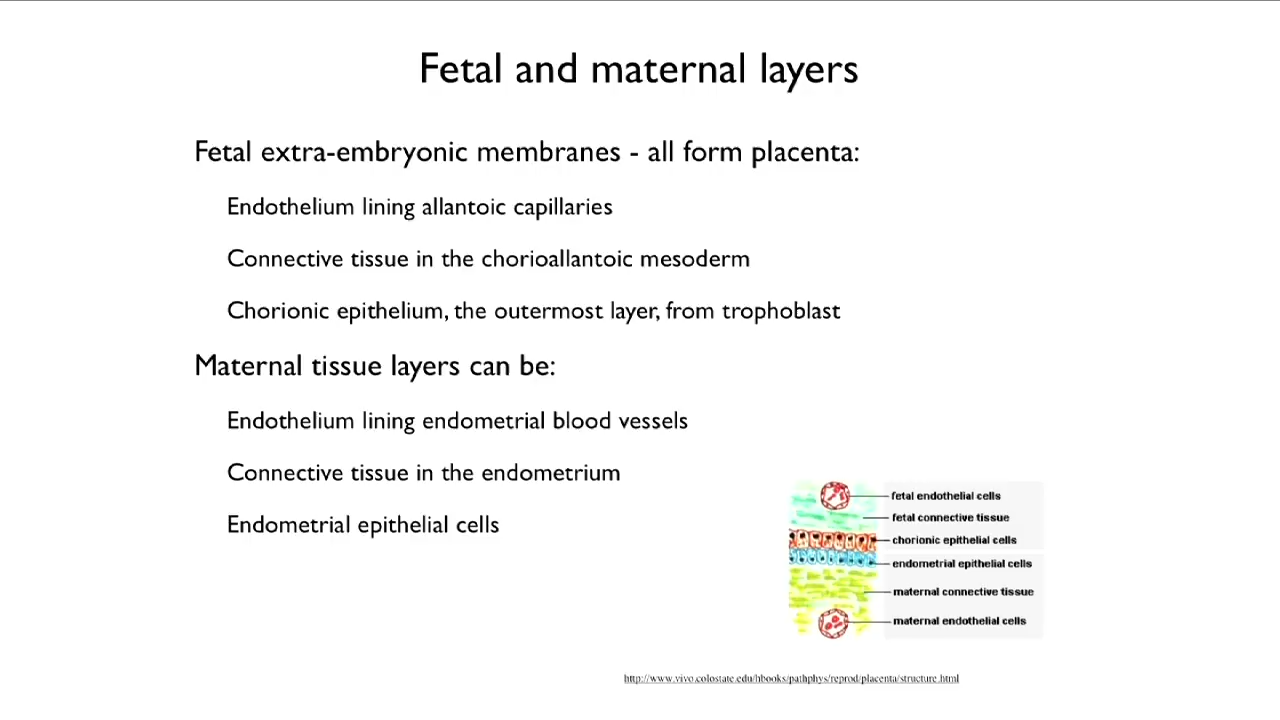 Fetal and maternal layers
Fetal extra-embryonic membranes - all form placenta:
Endothelium lining allantoic capillaries
Connective tissue in the chorioallantoic mesoderm
Chorionic epithelium, the outermost layer, from trophoblast
Maternal tissue layers can be:
Endothelium lining endometrial blood vessels
Connective tissue in the endometrium
Endometrial epithelial cells
fetal endothelial cells
fetal connective tissue
chorionic epithelial cells
endometrial epithelial cells
maternal connective tissue
maternal endothelial cells
http://www.vivo.colostate.edu/hbooks/pathphys/reprod/placenta/structure.html